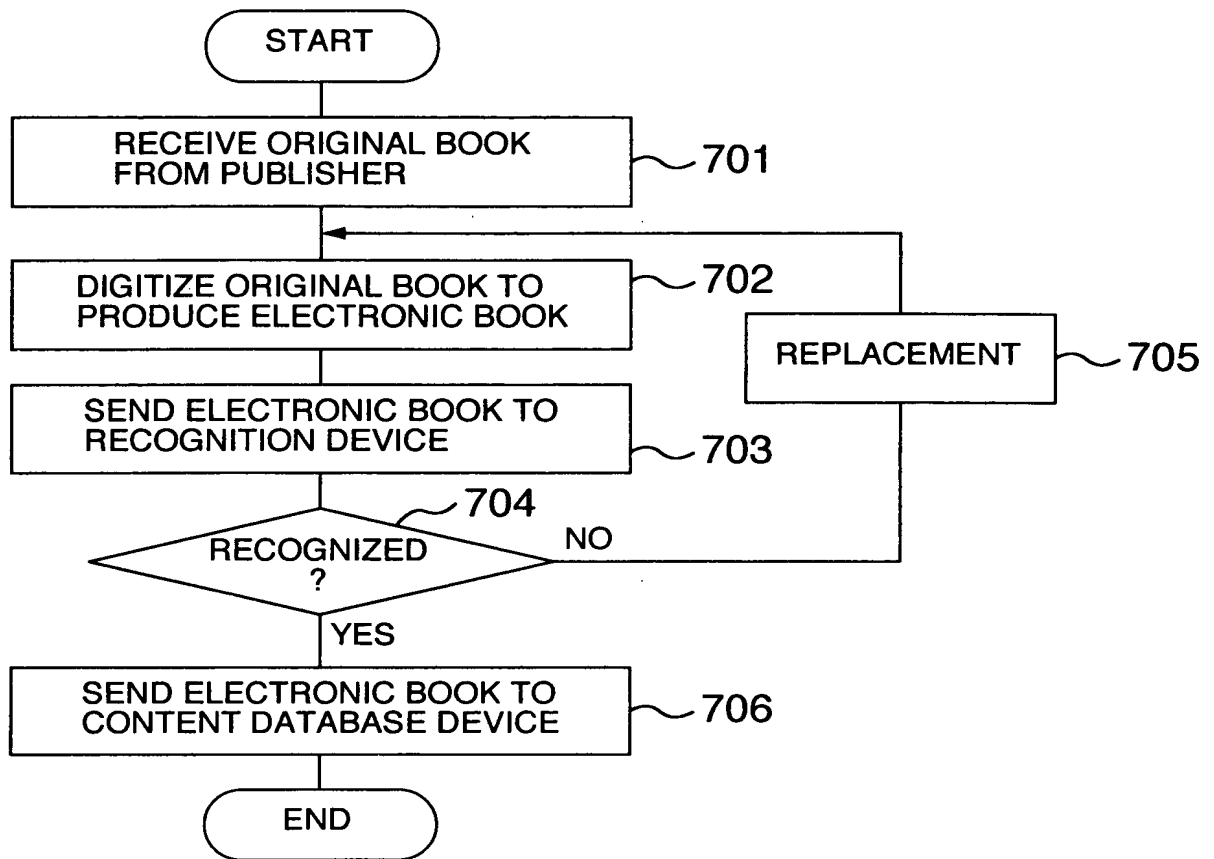 START
RECEIVE ORIGINAL BOOK
FROM PUBLISHER
701
DIGITIZE ORIGINAL BOOK TO
PRODUCE ELECTRONIC BOOK
702
REPLACEMENT
705
SEND ELECTRONIC BOOK TO
RECOGNITION DEVICE
703
704
RECOGNIZED
?
NO
YES
SEND ELECTRONIC BOOK TO
CONTENT DATABASE DEVICE
706
END